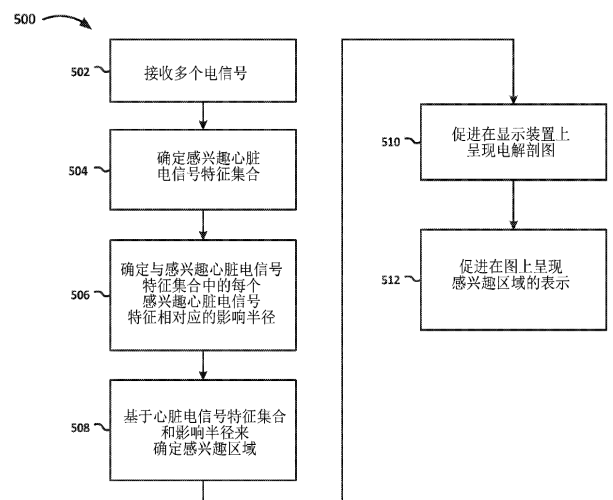 500
502
接收多个电信号
504
确定感兴趣心脏
电信号特征集合
506
确定与感兴趣心脏电信号
特征集合中的每个
感兴趣心脏电信号
特征相对应的影响半径
508
基于心脏电信号特征集合
和影响半径来
确定感兴趣区域
510
促进在显示装置上
呈现电解剖图
512
促进在图上呈现
感兴趣区域的表示